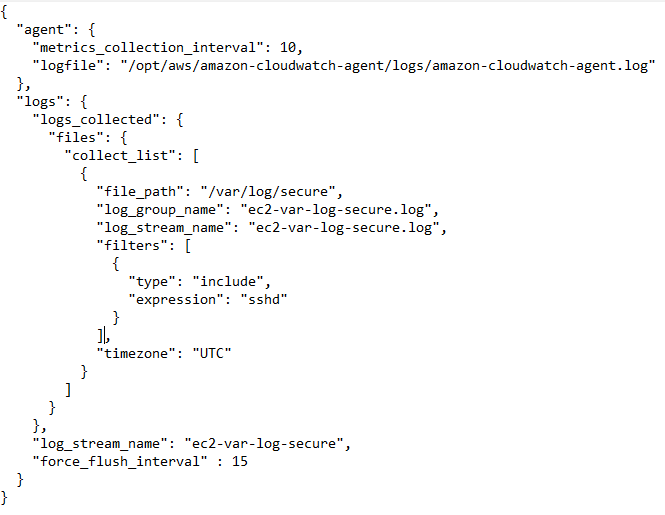 {
  "agent": {
    "metrics_collection_interval": 10,
    "logfile": "/opt/aws/amazon-cloudwatch-agent/logs/amazon-cloudwatch-agent.log"
  },
  "logs": {
    "logs_collected": {
      "files": {
        "collect_list": [
          {
            "file_path": "/var/log/secure",
            "log_group_name": "ec2-var-log-secure.log",
            "log_stream_name": "ec2-var-log-secure.log",
            "filters": [
              {
                "type": "include",
                "expression": "sshd"
              }
            ],
            "timezone": "UTC"
          }
        ]
      }
    },
    "log_stream_name": "ec2-var-log-secure",
    "force_flush_interval" : 15
  }
}